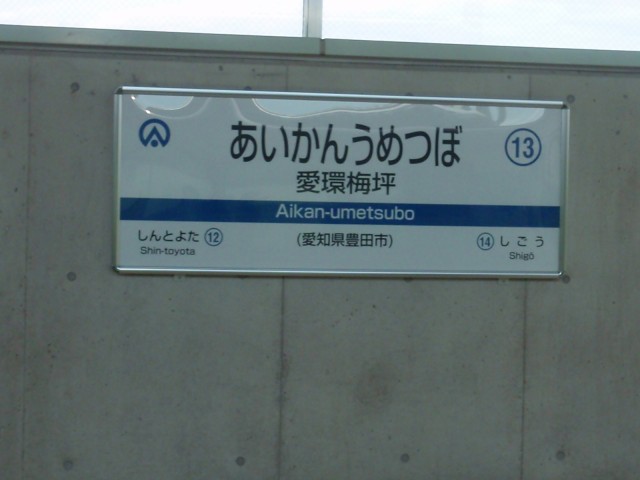 あいかんうめつぼ 13
愛環梅坪
Aikan-umetsubo
しんとよた 12 (愛知県豊田市) 14 しごう
Shin-toyota Shigō